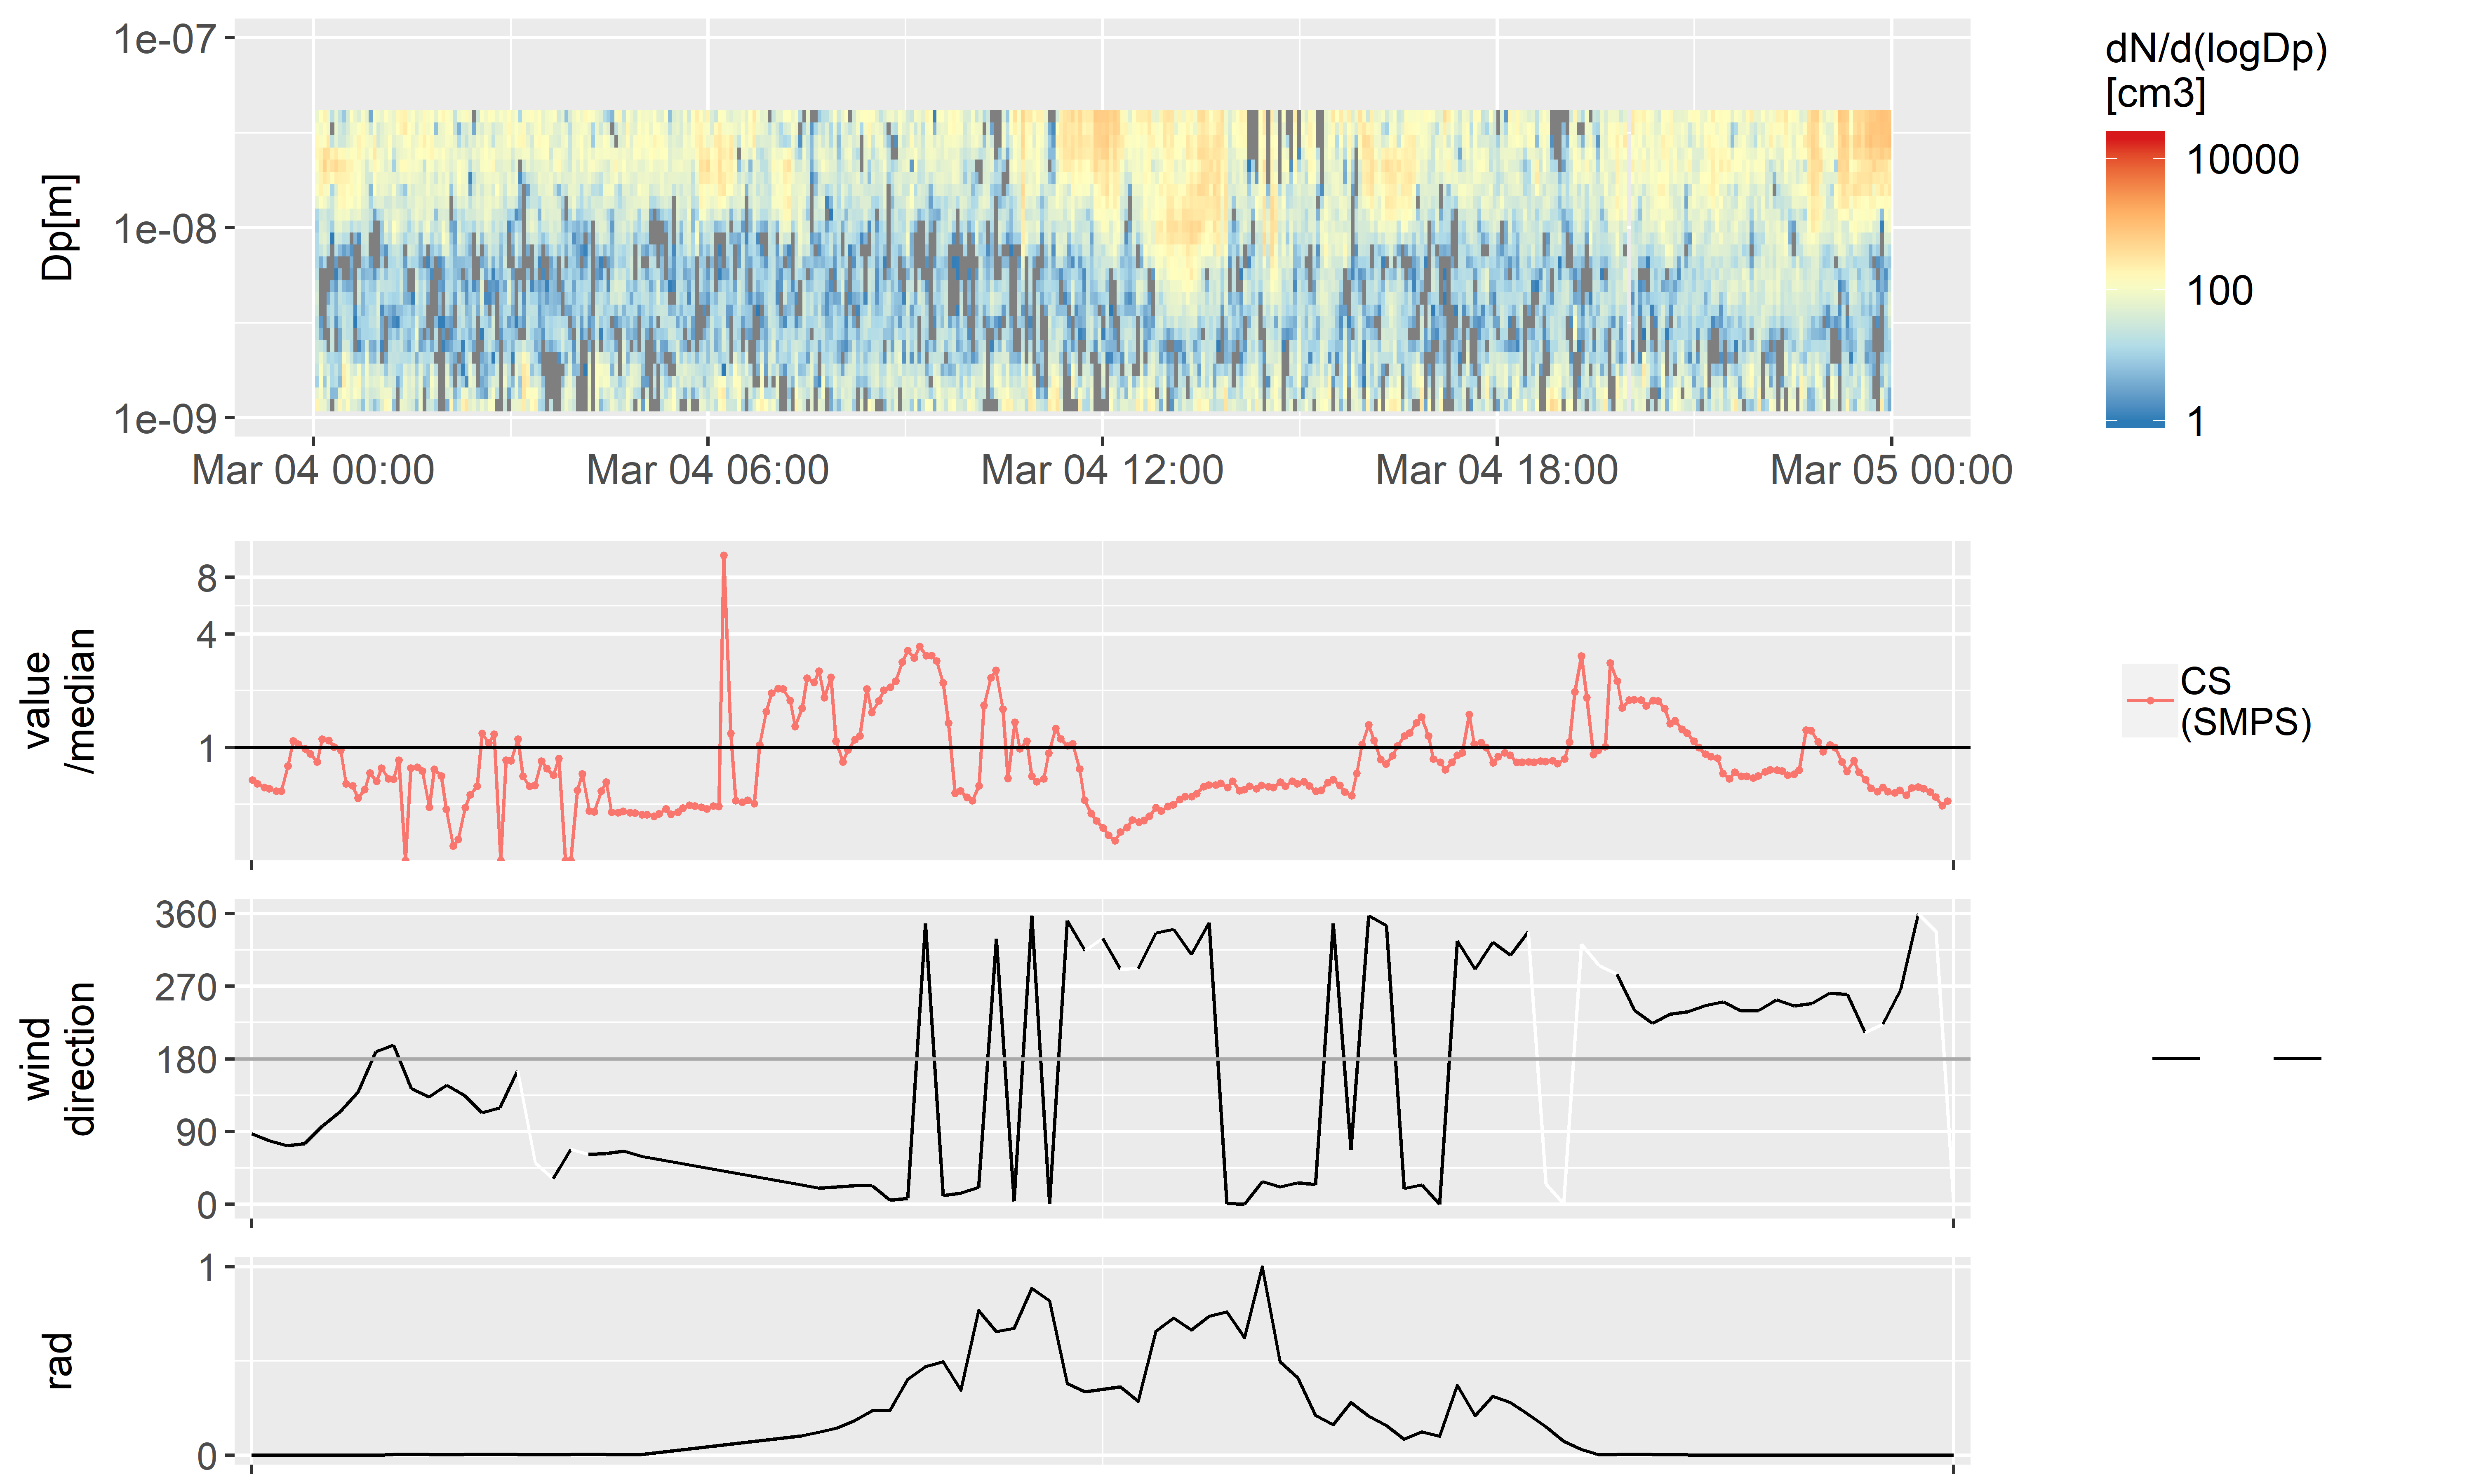 1e-07
1e-08
1e-09
Dp[m]
Mar 04 00:00
Mar 04 06:00
Mar 04 12:00
Mar 04 18:00
Mar 05 00:00
dN/d(logDp)
[cm3]
10000
100
1
8
4
1
value
/median
CS
(SMPS)
360
270
180
90
0
wind
direction
1
0
rad